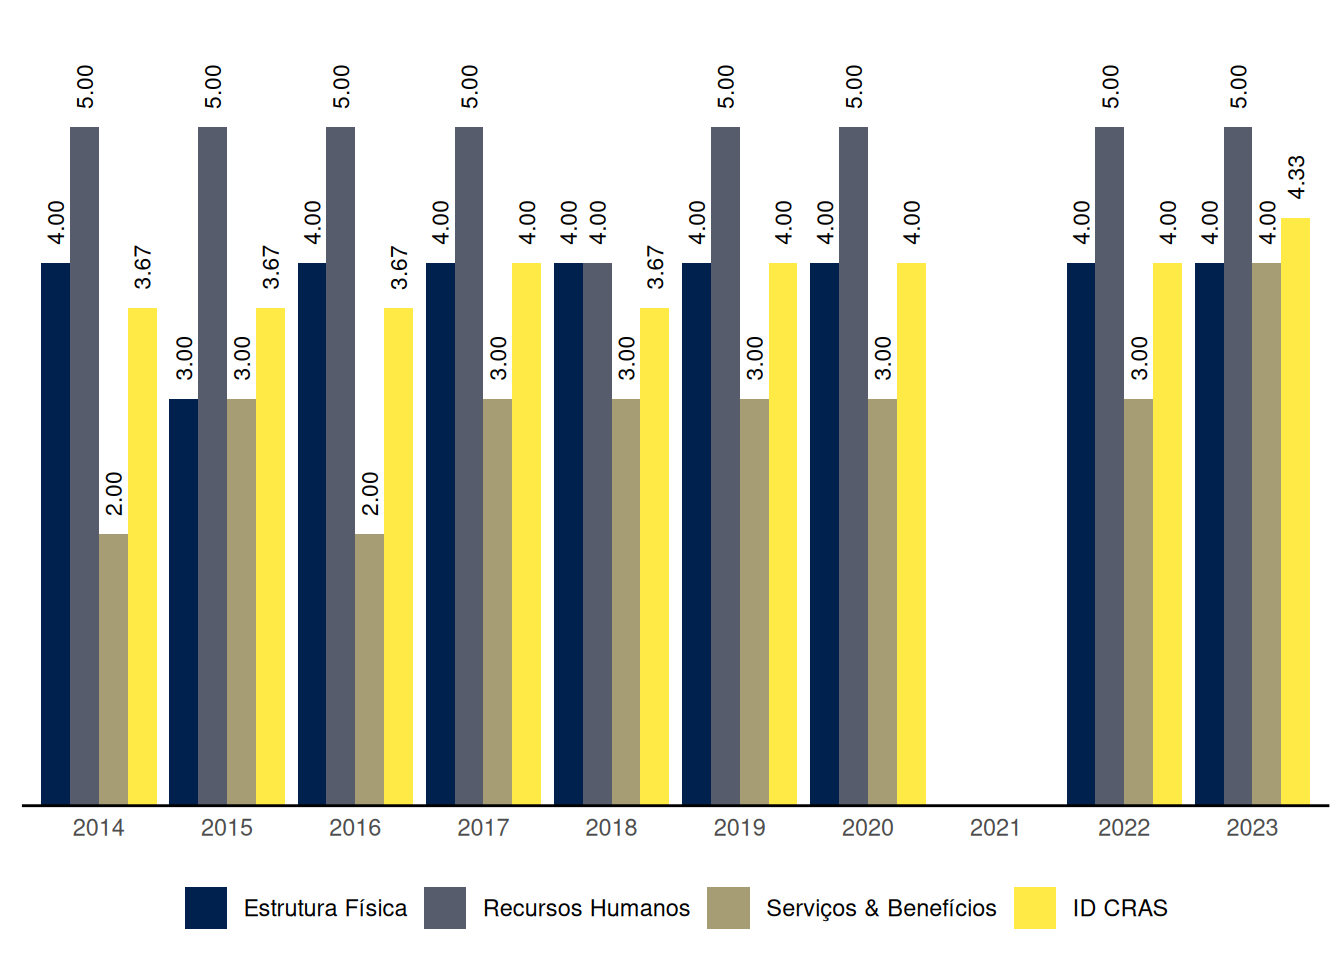 5.00 5.00 5.00 5.00 5.00 5.00 5.00 5.00
4.33
4.00 4.00 4.00 4.00 4.00 4.00 4.00 4.00 4.00 4.00 4.00 4.00 4.00 4.00
3.67 3.67 3.67 3.67
3.00 3.00 3.00 3.00 3.00 3.00 3.00
2.00 2.00
2014 2015 2016 2017 2018 2019 2020 2021 2022 2023
Estrutura Física Recursos Humanos Serviços & Benefícios ID CRAS